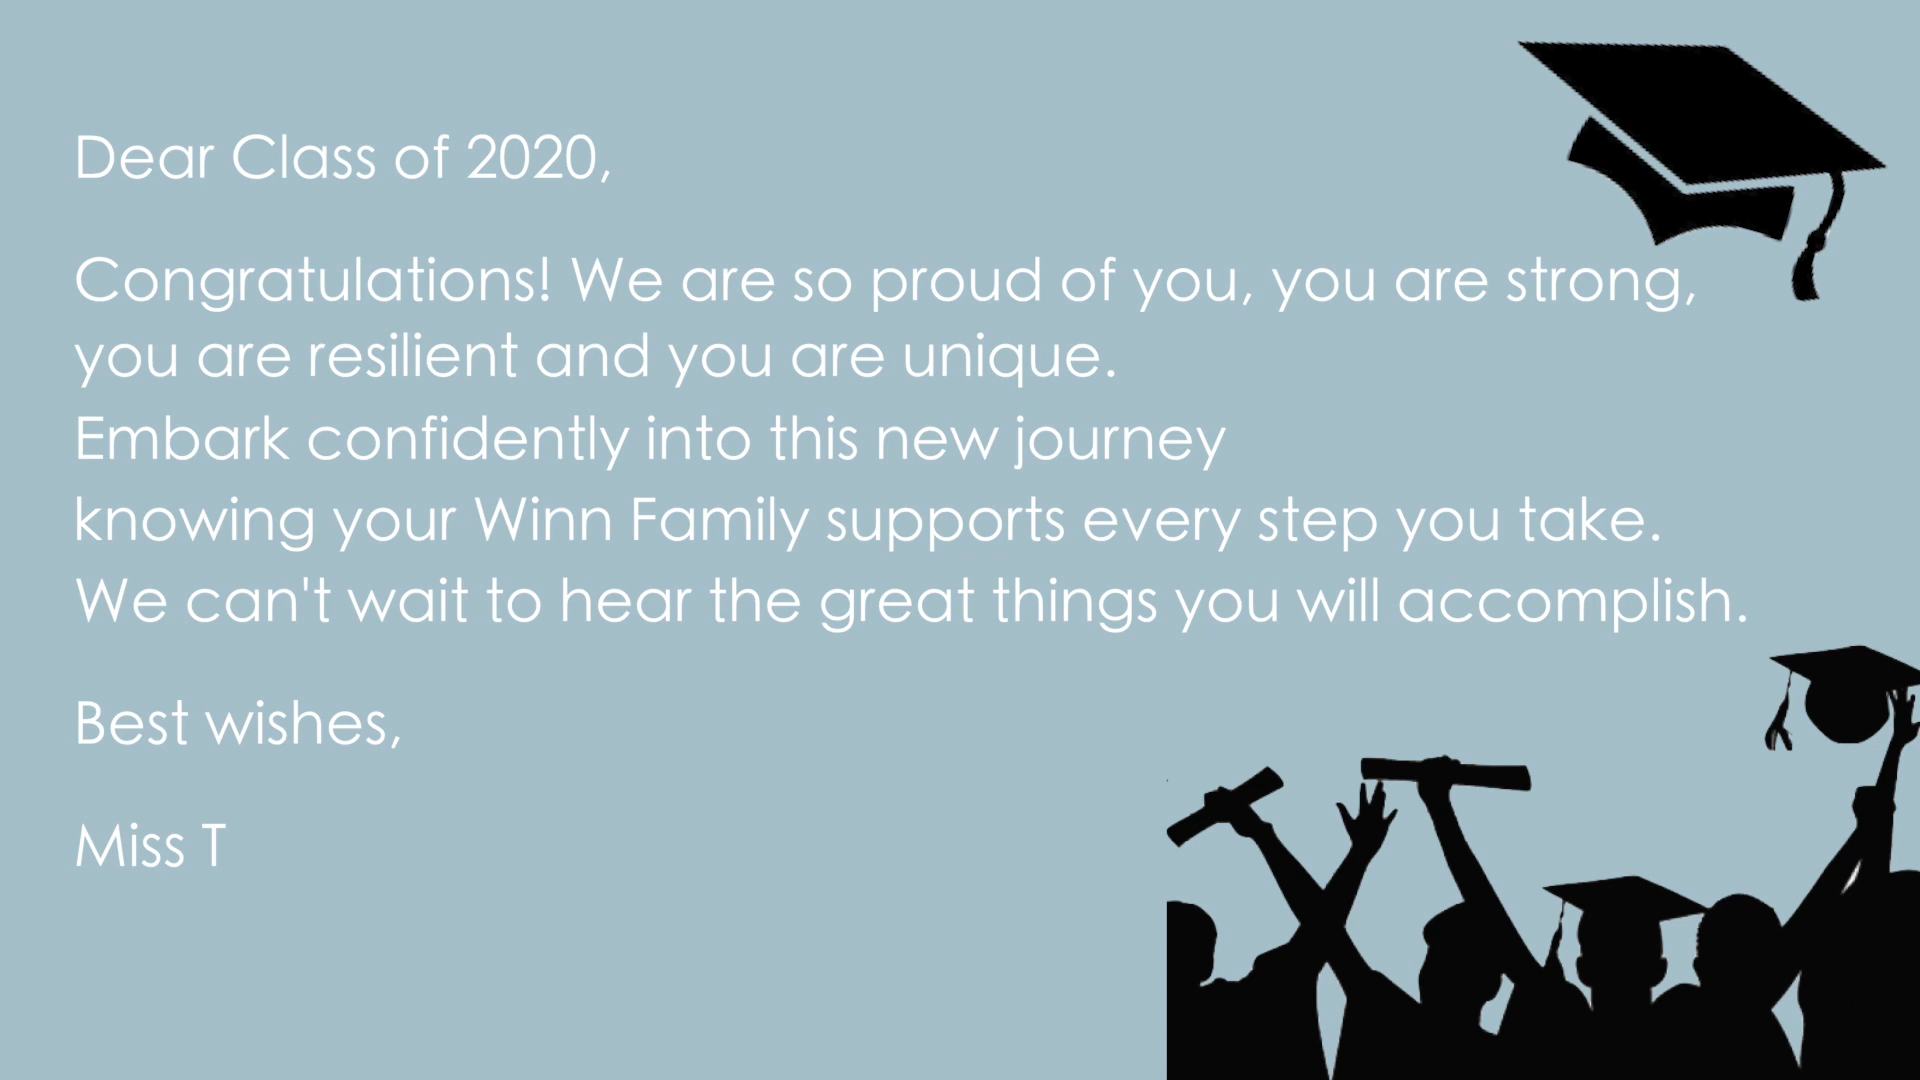 Dear Class of 2020,
Congratulations! We are so proud of you, you are strong,
you are resilient and you are unique.
Embark confidently into this new journey
knowing your Winn Family supports every step you take.
We can't wait to hear the great things you will accomplish.
Best wishes,
Miss T